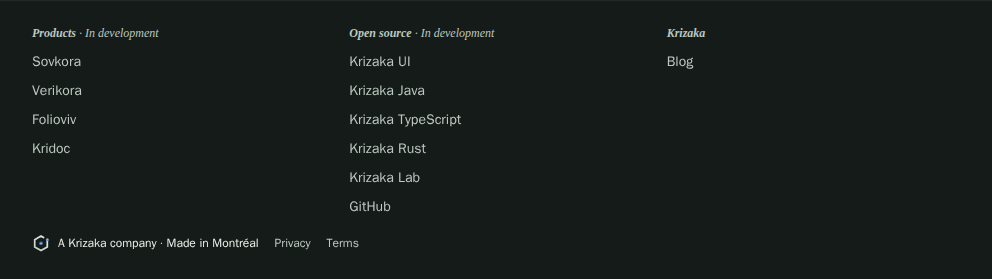 Products · In development
Sovkora
Verikora
Folioviv
Kridoc
Open source · In development
Krizaka UI
Krizaka Java
Krizaka TypeScript
Krizaka Rust
Krizaka Lab
GitHub
Krizaka
Blog
A Krizaka company · Made in Montréal Privacy Terms